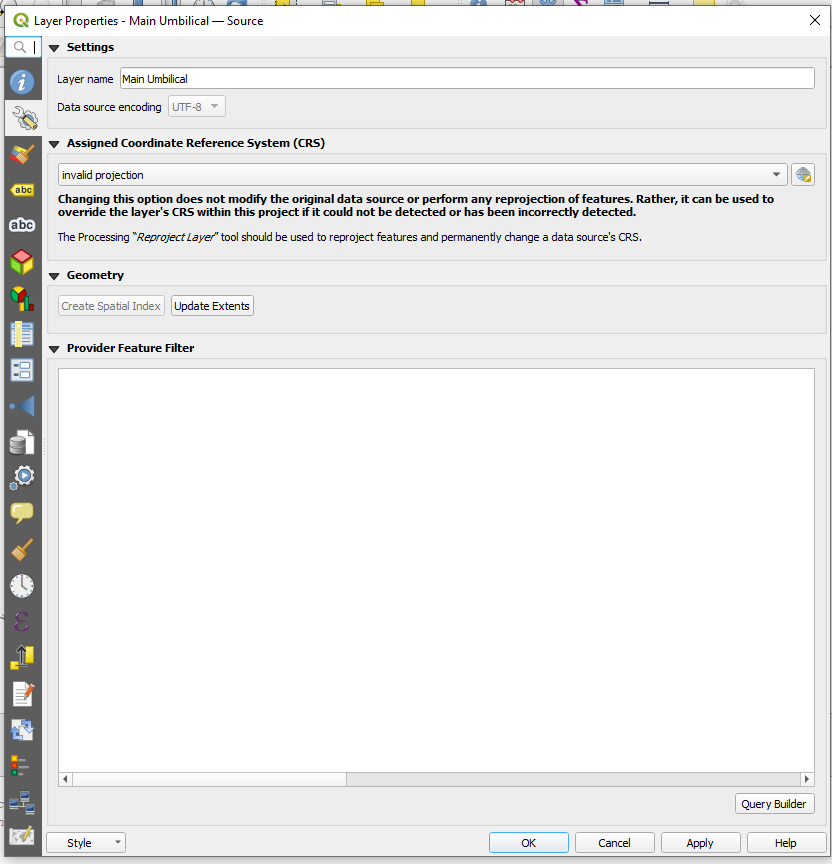 Layer Properties - Main Umbilical — Source
Settings
Layer name Main Umbilical
Data source encoding UTF-8
Assigned Coordinate Reference System (CRS)
invalid projection
Changing this option does not modify the original data source or perform any reprojection of features. Rather, it can be used to
override the layer's CRS within this project if it could not be detected or has been incorrectly detected.
The Processing “Reproject Layer” tool should be used to reproject features and permanently change a data source's CRS.
Geometry
Create Spatial Index Update Extents
Provider Feature Filter
abc
abc
Query Builder
Style OK Cancel Apply Help